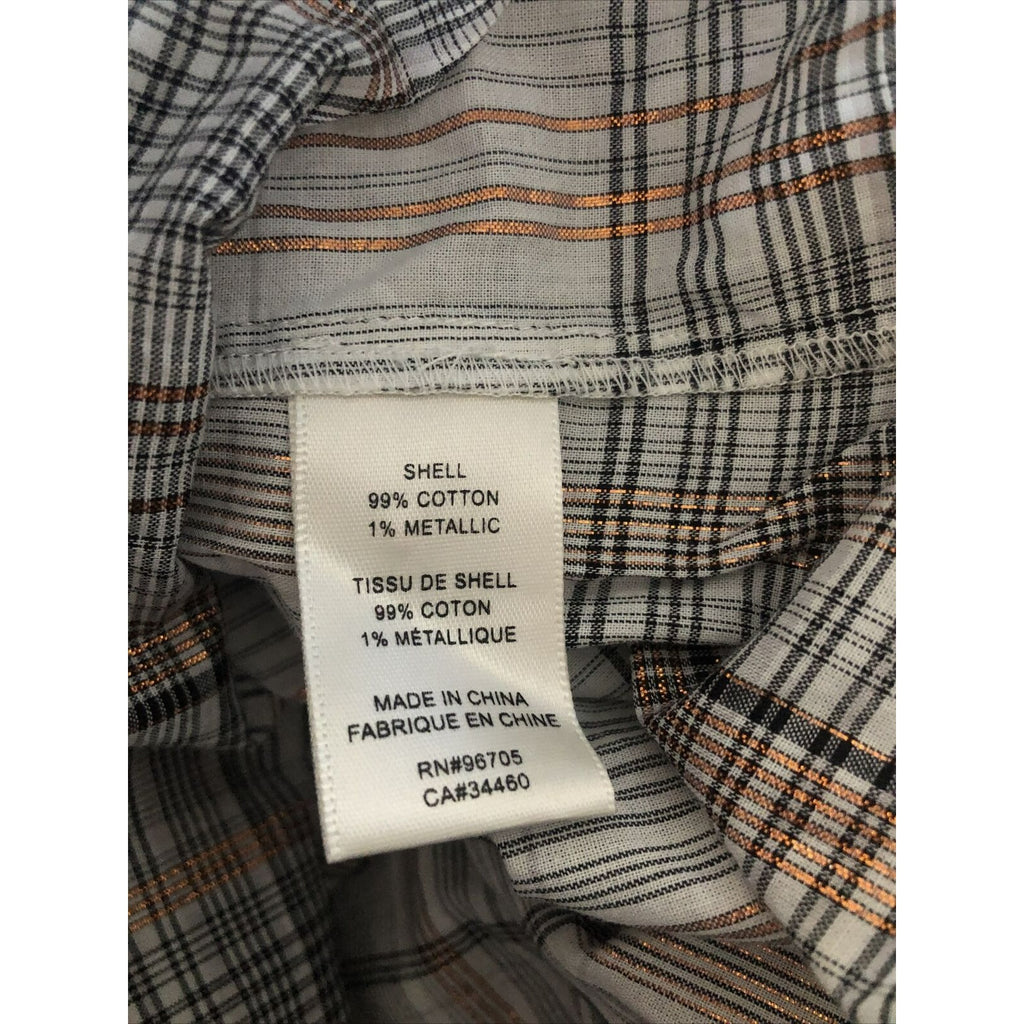 SHELL
99% COTTON
1% METALLIC
TISSU DE SHELL
99% COTON
1% MÉTALLIQUE
MADE IN CHINA
FABRIQUE EN CHINE
RN#96705
CA#34460